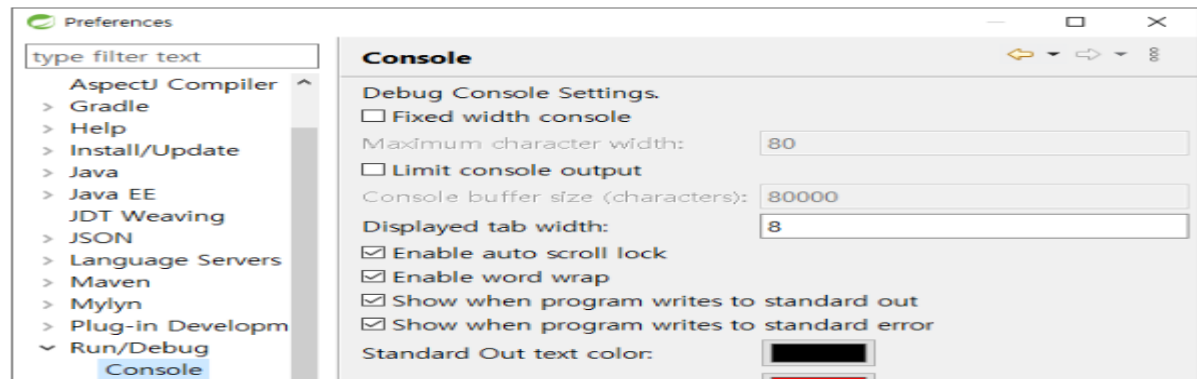 Preferences
type filter text
AspectJ Compiler
Gradle
Help
Install/Update
Java
Java EE
JDT Weaving
JSON
Language Servers
Maven
Mylyn
Plug-in Developm
Run/Debug
Console
Console
Debug Console Settings.
Fixed width console
Maximum character width: 80
Limit console output
Console buffer size (characters): 80000
Displayed tab width: 8
Enable auto scroll lock
Enable word wrap
Show when program writes to standard out
Show when program writes to standard error
Standard Out text color: